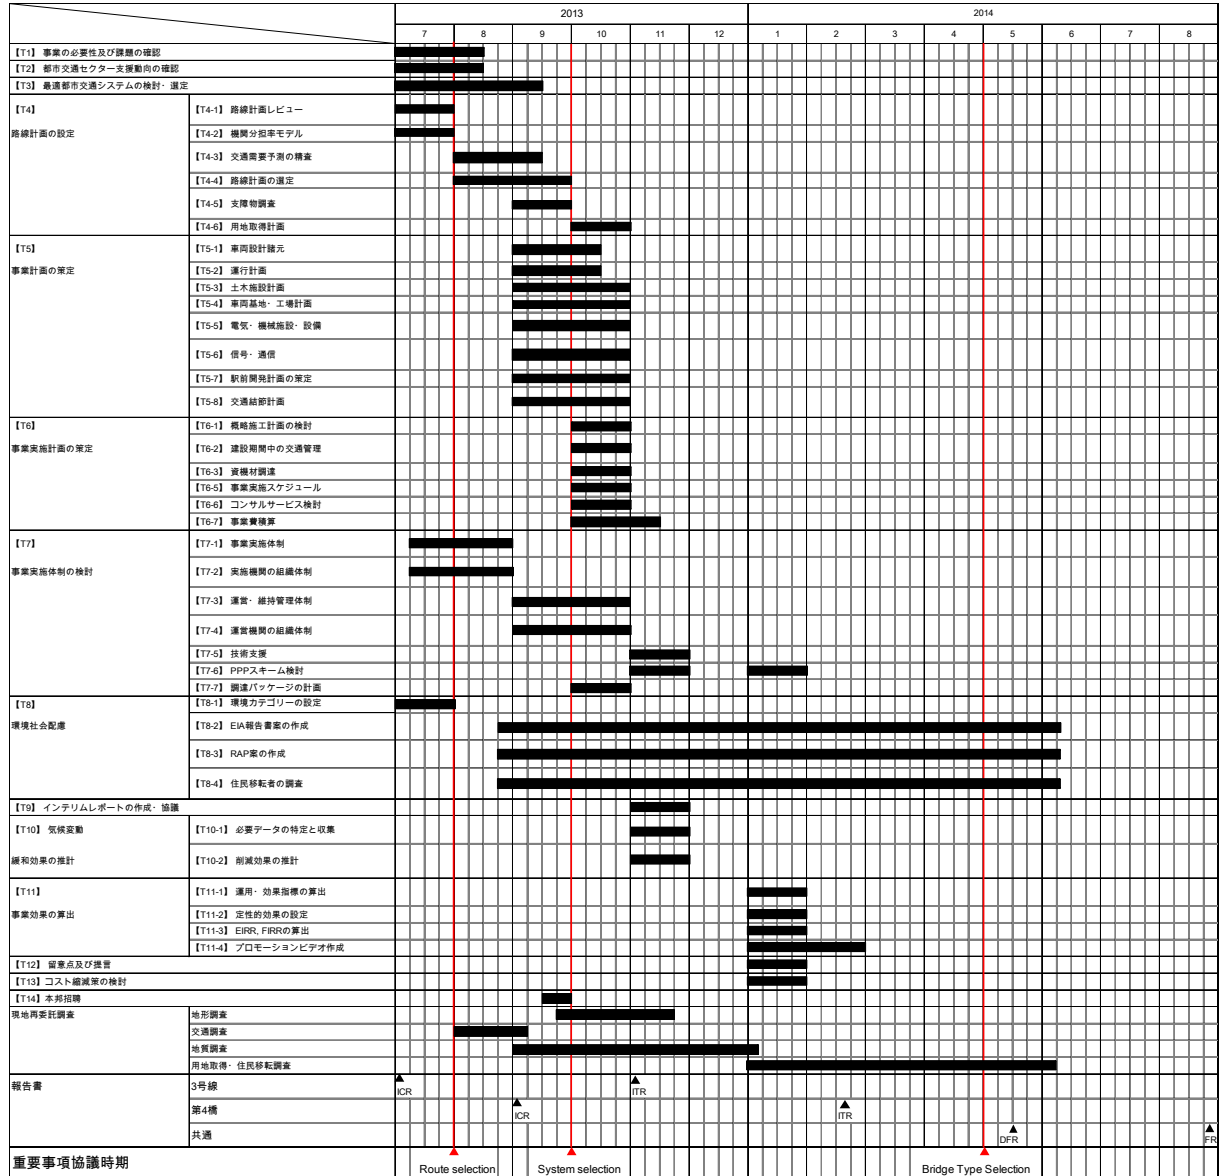 2013 2014
7 8 9 10 11 12 1 2 3 4 5 6 7 8
【T1】 事業の必要性及び課題の確認
【T2】 都市交通セクター支援動向の確認
【T3】 最適都市交通システムの検討・選定
【T4】 【T4-1】 路線計画レビュー
路線計画の設定 【T4-2】 機関分担率モデル
【T4-3】 交通需要予測の精査
【T4-4】 路線計画の選定
【T4-5】 支障物調査
【T4-6】 用地取得計画
【T5】 【T5-1】 車両設計諸元
事業計画の策定 【T5-2】 運行計画
【T5-3】 土木施設計画
【T5-4】 車両基地・工場計画
【T5-5】 電気・機械施設・設備
【T5-6】 信号・通信
【T5-7】 駅前開発計画の策定
【T5-8】 交通結節計画
【T6】 【T6-1】 概略施工計画の検討
事業実施計画の策定 【T6-2】 建設期間中の交通管理
【T6-3】 資機材調達
【T6-5】 事業実施スケジュール
【T6-6】 コンサルサービス検討
【T6-7】 事業費積算
【T7】 【T7-1】 事業実施体制
事業実施体制の検討 【T7-2】 実施機関の組織体制
【T7-3】 運営・維持管理体制
【T7-4】 運営機関の組織体制
【T7-5】 技術支援
【T7-6】 PPPスキーム検討
【T7-7】 調達パッケージの計画
【T8】 【T8-1】 環境カテゴリーの設定
環境社会配慮 【T8-2】 EIA報告書案の作成
【T8-3】 RAP案の作成
【T8-4】 住民移転者の調査
【T9】 インテリムレポートの作成・協議
【T10】 気候変動 【T10-1】 必要データの特定と収集
緩和効果の推計 【T10-2】 削減効果の推計
【T11】 【T11-1】 運用・効果指標の算出
事業効果の算出 【T11-2】 定性的効果の設定
【T11-3】 EIRR, FIRRの算出
【T11-4】 プロモーションビデオ作成
【T12】 留意点及び提言
【T13】コスト縮減策の検討
【T14】本邦招聘
現地再委託調査 地形調査
交通調査
地質調査
用地取得・住民移転調査
報告書 3号線 ICR ITR
第4橋 ICR ITR
共通 DFR FR
重要事項協議時期 Route selection System selection Bridge Type Selection